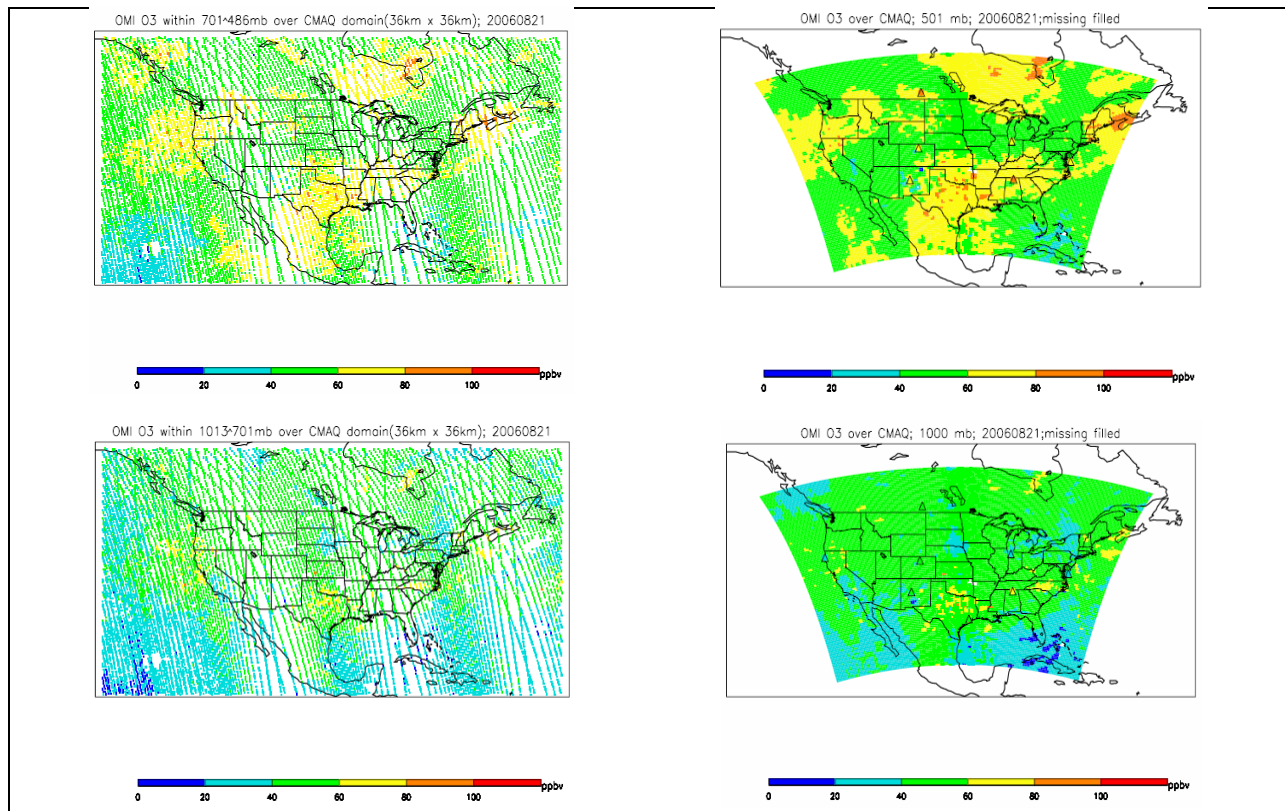 OMI O3 within 701^486mb over CMAQ domain(36km x 36km); 20060821
OMI O3 over CMAQ; 501 mb; 20060821;missing filled
0 20 40 60 80 100 ppbv
0 20 40 60 80 100 ppbv
OMI O3 within 1013^701mb over CMAQ domain(36km x 36km); 20060821
OMI O3 over CMAQ; 1000 mb; 20060821;missing filled
0 20 40 60 80 100 ppbv
0 20 40 60 80 100 ppbv